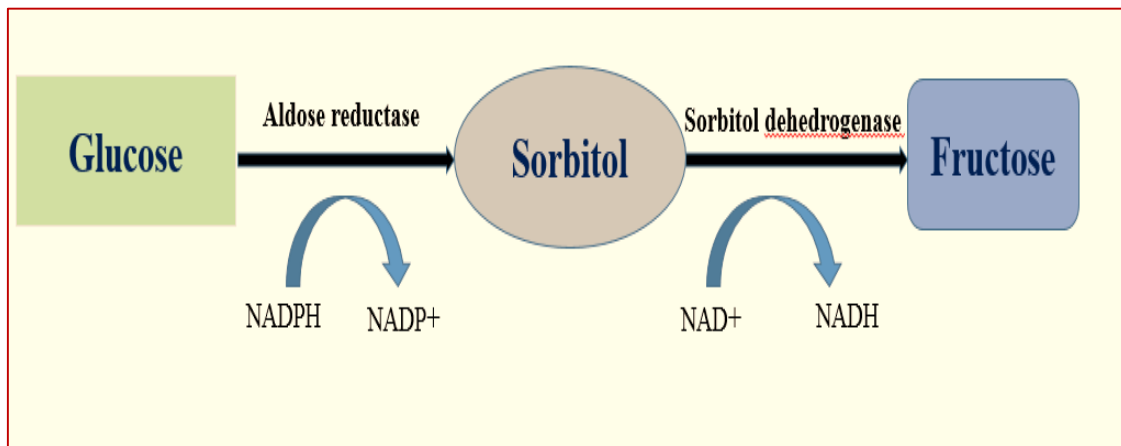 Aldose reductase
Sorbitol dehedrogenase
Glucose
Sorbitol
Fructose
NADPH
NADP+
NAD+
NADH